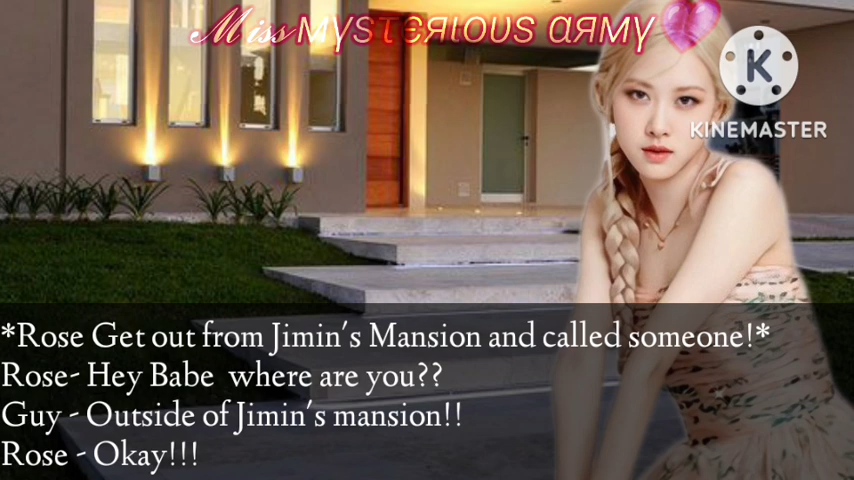 Miss MYSTERIOUS ARMY
K
KINEMASTER
*Rose Get out from Jimin's Mansion and called someone!*
Rose- Hey Babe where are you??
Guy - Outside of Jimin's mansion!!
Rose - Okay!!!